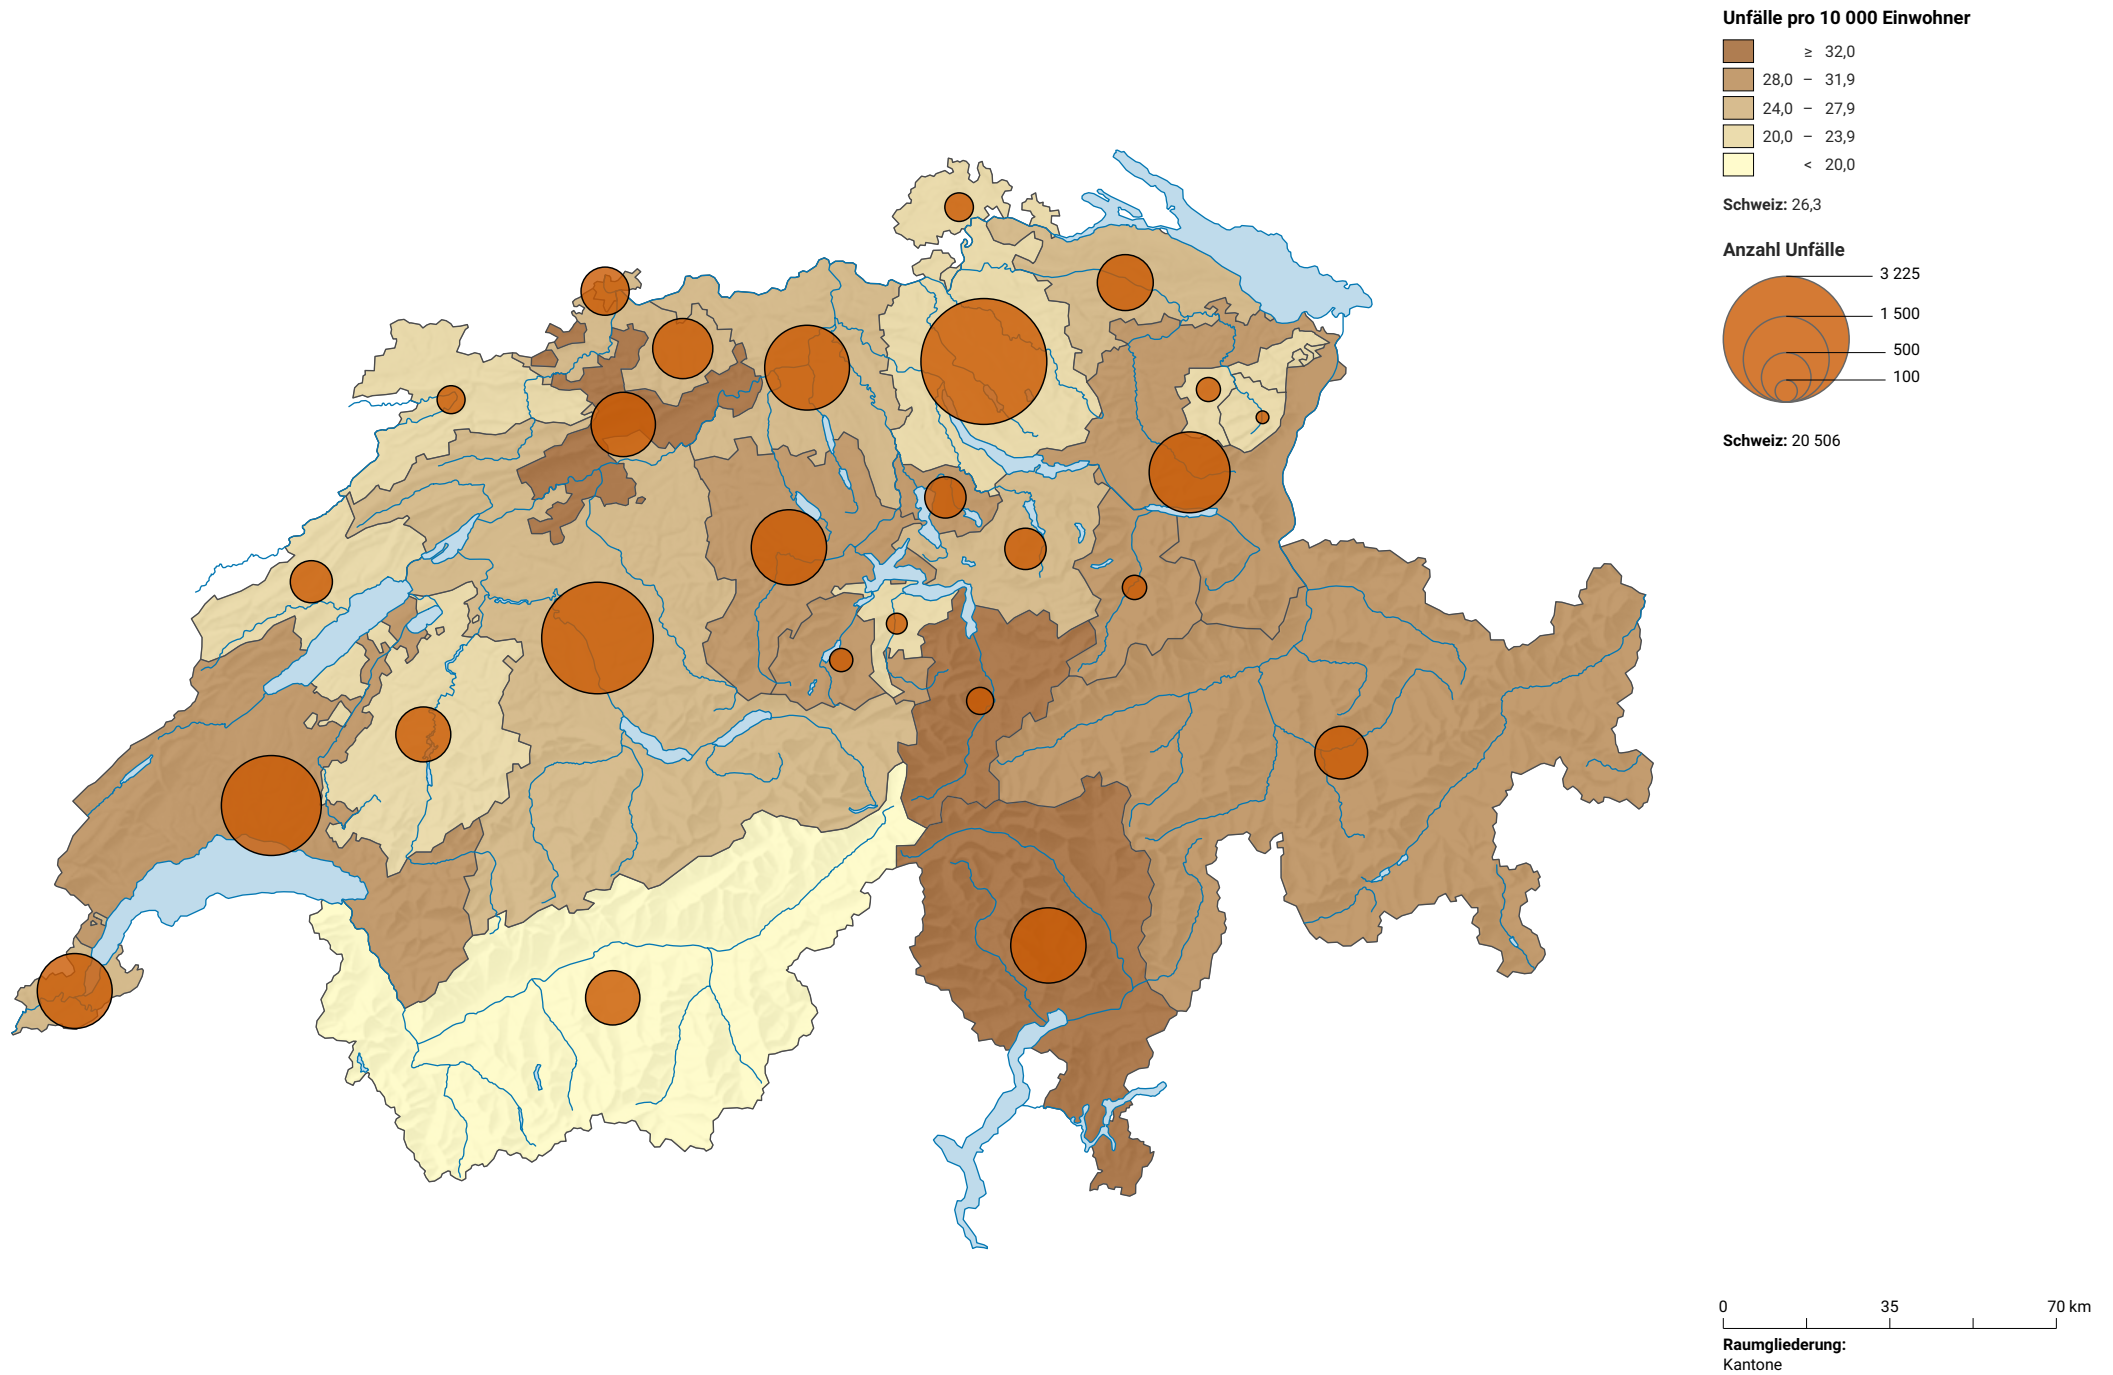 Unfälle pro 10 000 Einwohner
≥ 32,0
28,0 – 31,9
24,0 – 27,9
20,0 – 23,9
< 20,0
Schweiz: 26,3
Anzahl Unfälle
3 225
1 500
500
100
Schweiz: 20 506
0 35 70 km
Raumgliederung:
Kantone